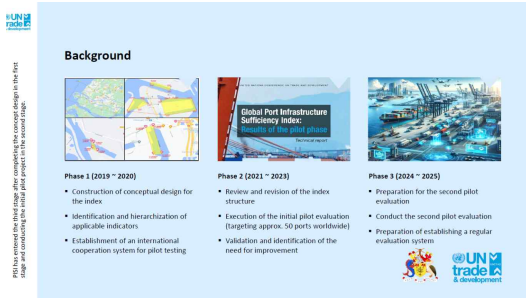 UN
trade
& development
PISI has entered the third stage after completing the concept design in the first
stage and conducting the initial pilot project in the second stage.
Background
Global Port Infrastructure
Sufficiency Index:
Results of the pilot phase
Technical report
Phase 1 (2019 ~ 2020)
▪ Construction of conceptual design for
the index
▪ Identification and hierarchization of
applicable indicators
▪ Establishment of an international
cooperation system for pilot testing
Phase 2 (2021 ~ 2023)
▪ Review and revision of the index
structure
▪ Execution of the initial pilot evaluation
(targeting approx. 50 ports worldwide)
▪ Validation and identification of the
need for improvement
Phase 3 (2024 ~ 2025)
▪ Preparation for the second pilot
evaluation
▪ Conduct the second pilot evaluation
▪ Preparation of establishing a regular
evaluation system
UN
trade
& development